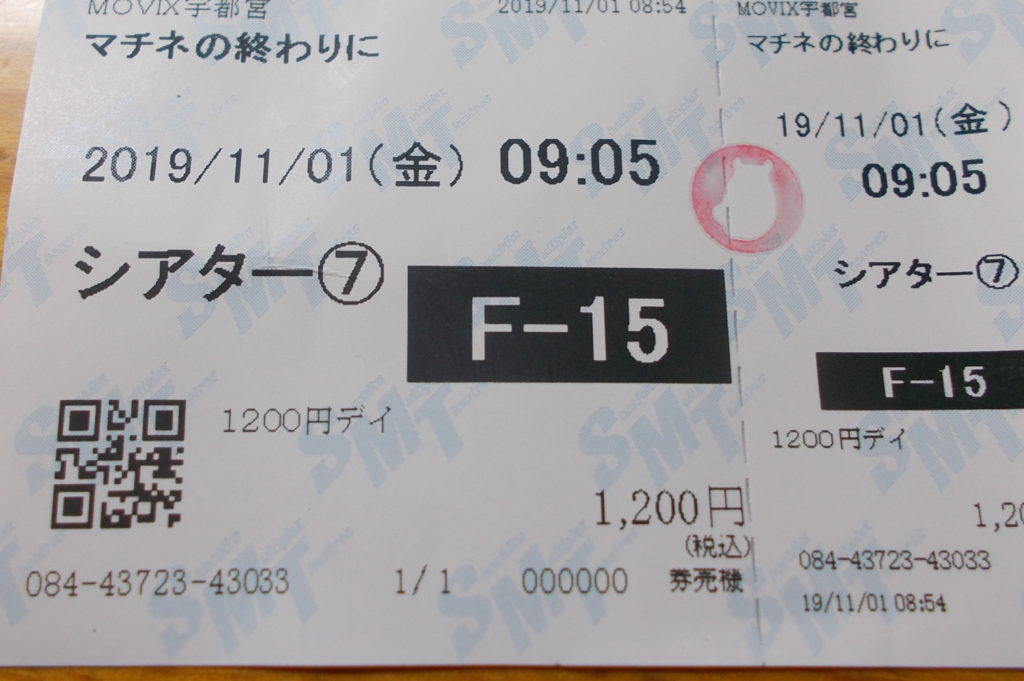 MOVIX宇都宮 2019/11/01 08:54
マチネの終わりに
2019/11/01(金) 09:05
シアター⑦
F-15
1200円デイ
1,200円
(税込)
084-43723-43033 1/1 000000 券売機
MOVIX宇都宮
マチネの終わりに
19/11/01(金)
09:05
シアター⑦
F-15
1200円デイ
1,20
084-43723-43033
19/11/01 08:54
SMT